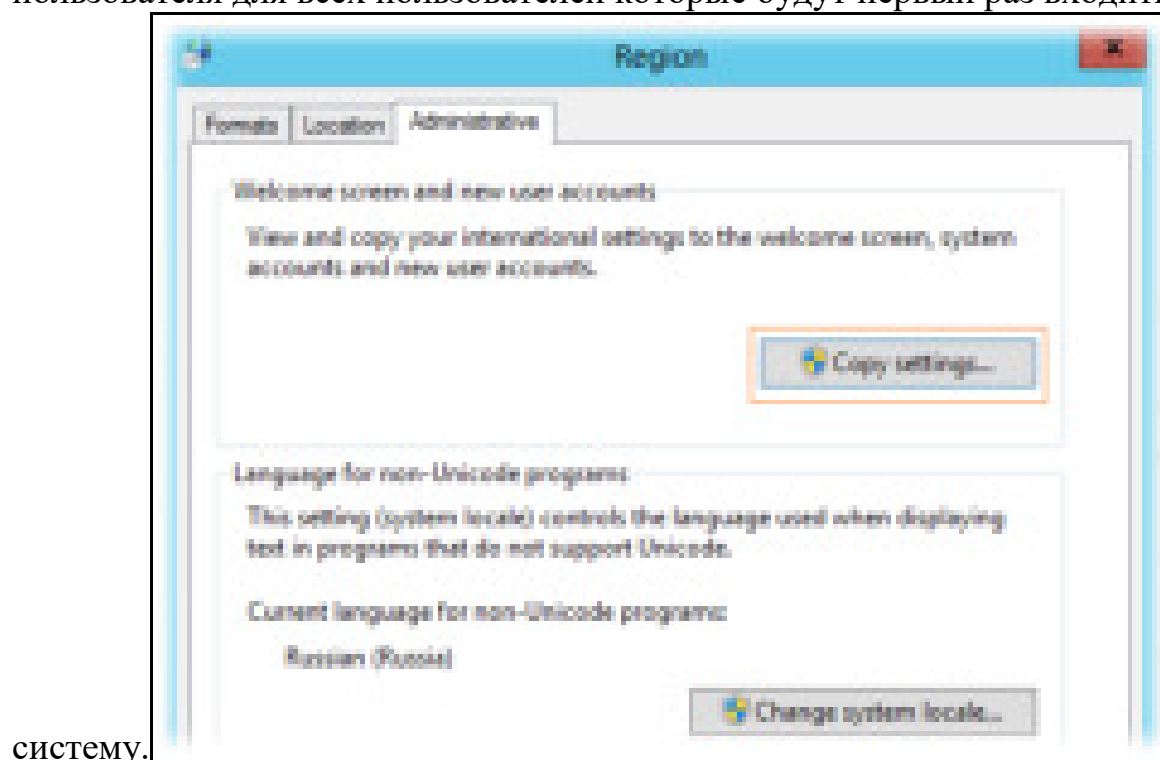 пользователя для всех пользователей которые будут первый раз входить
Region
Formats Location Administrative
Welcome screen and new user accounts
View and copy your international settings to the welcome screen, system
accounts and new user accounts.
Copy settings...
Language for non-Unicode programs
This setting (system locale) controls the language used when displaying
text in programs that do not support Unicode.
Current language for non-Unicode programs:
Russian (Russia)
Change system locale...
систему.